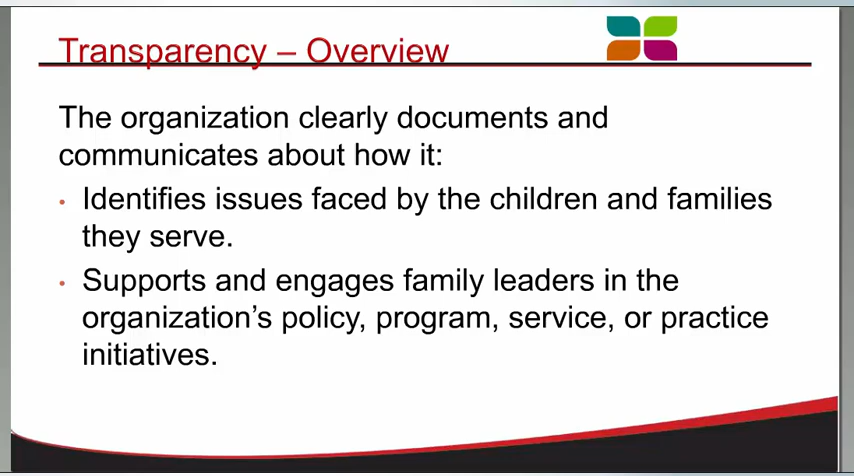 Transparency – Overview
The organization clearly documents and
communicates about how it:
• Identifies issues faced by the children and families
they serve.
• Supports and engages family leaders in the
organization’s policy, program, service, or practice
initiatives.